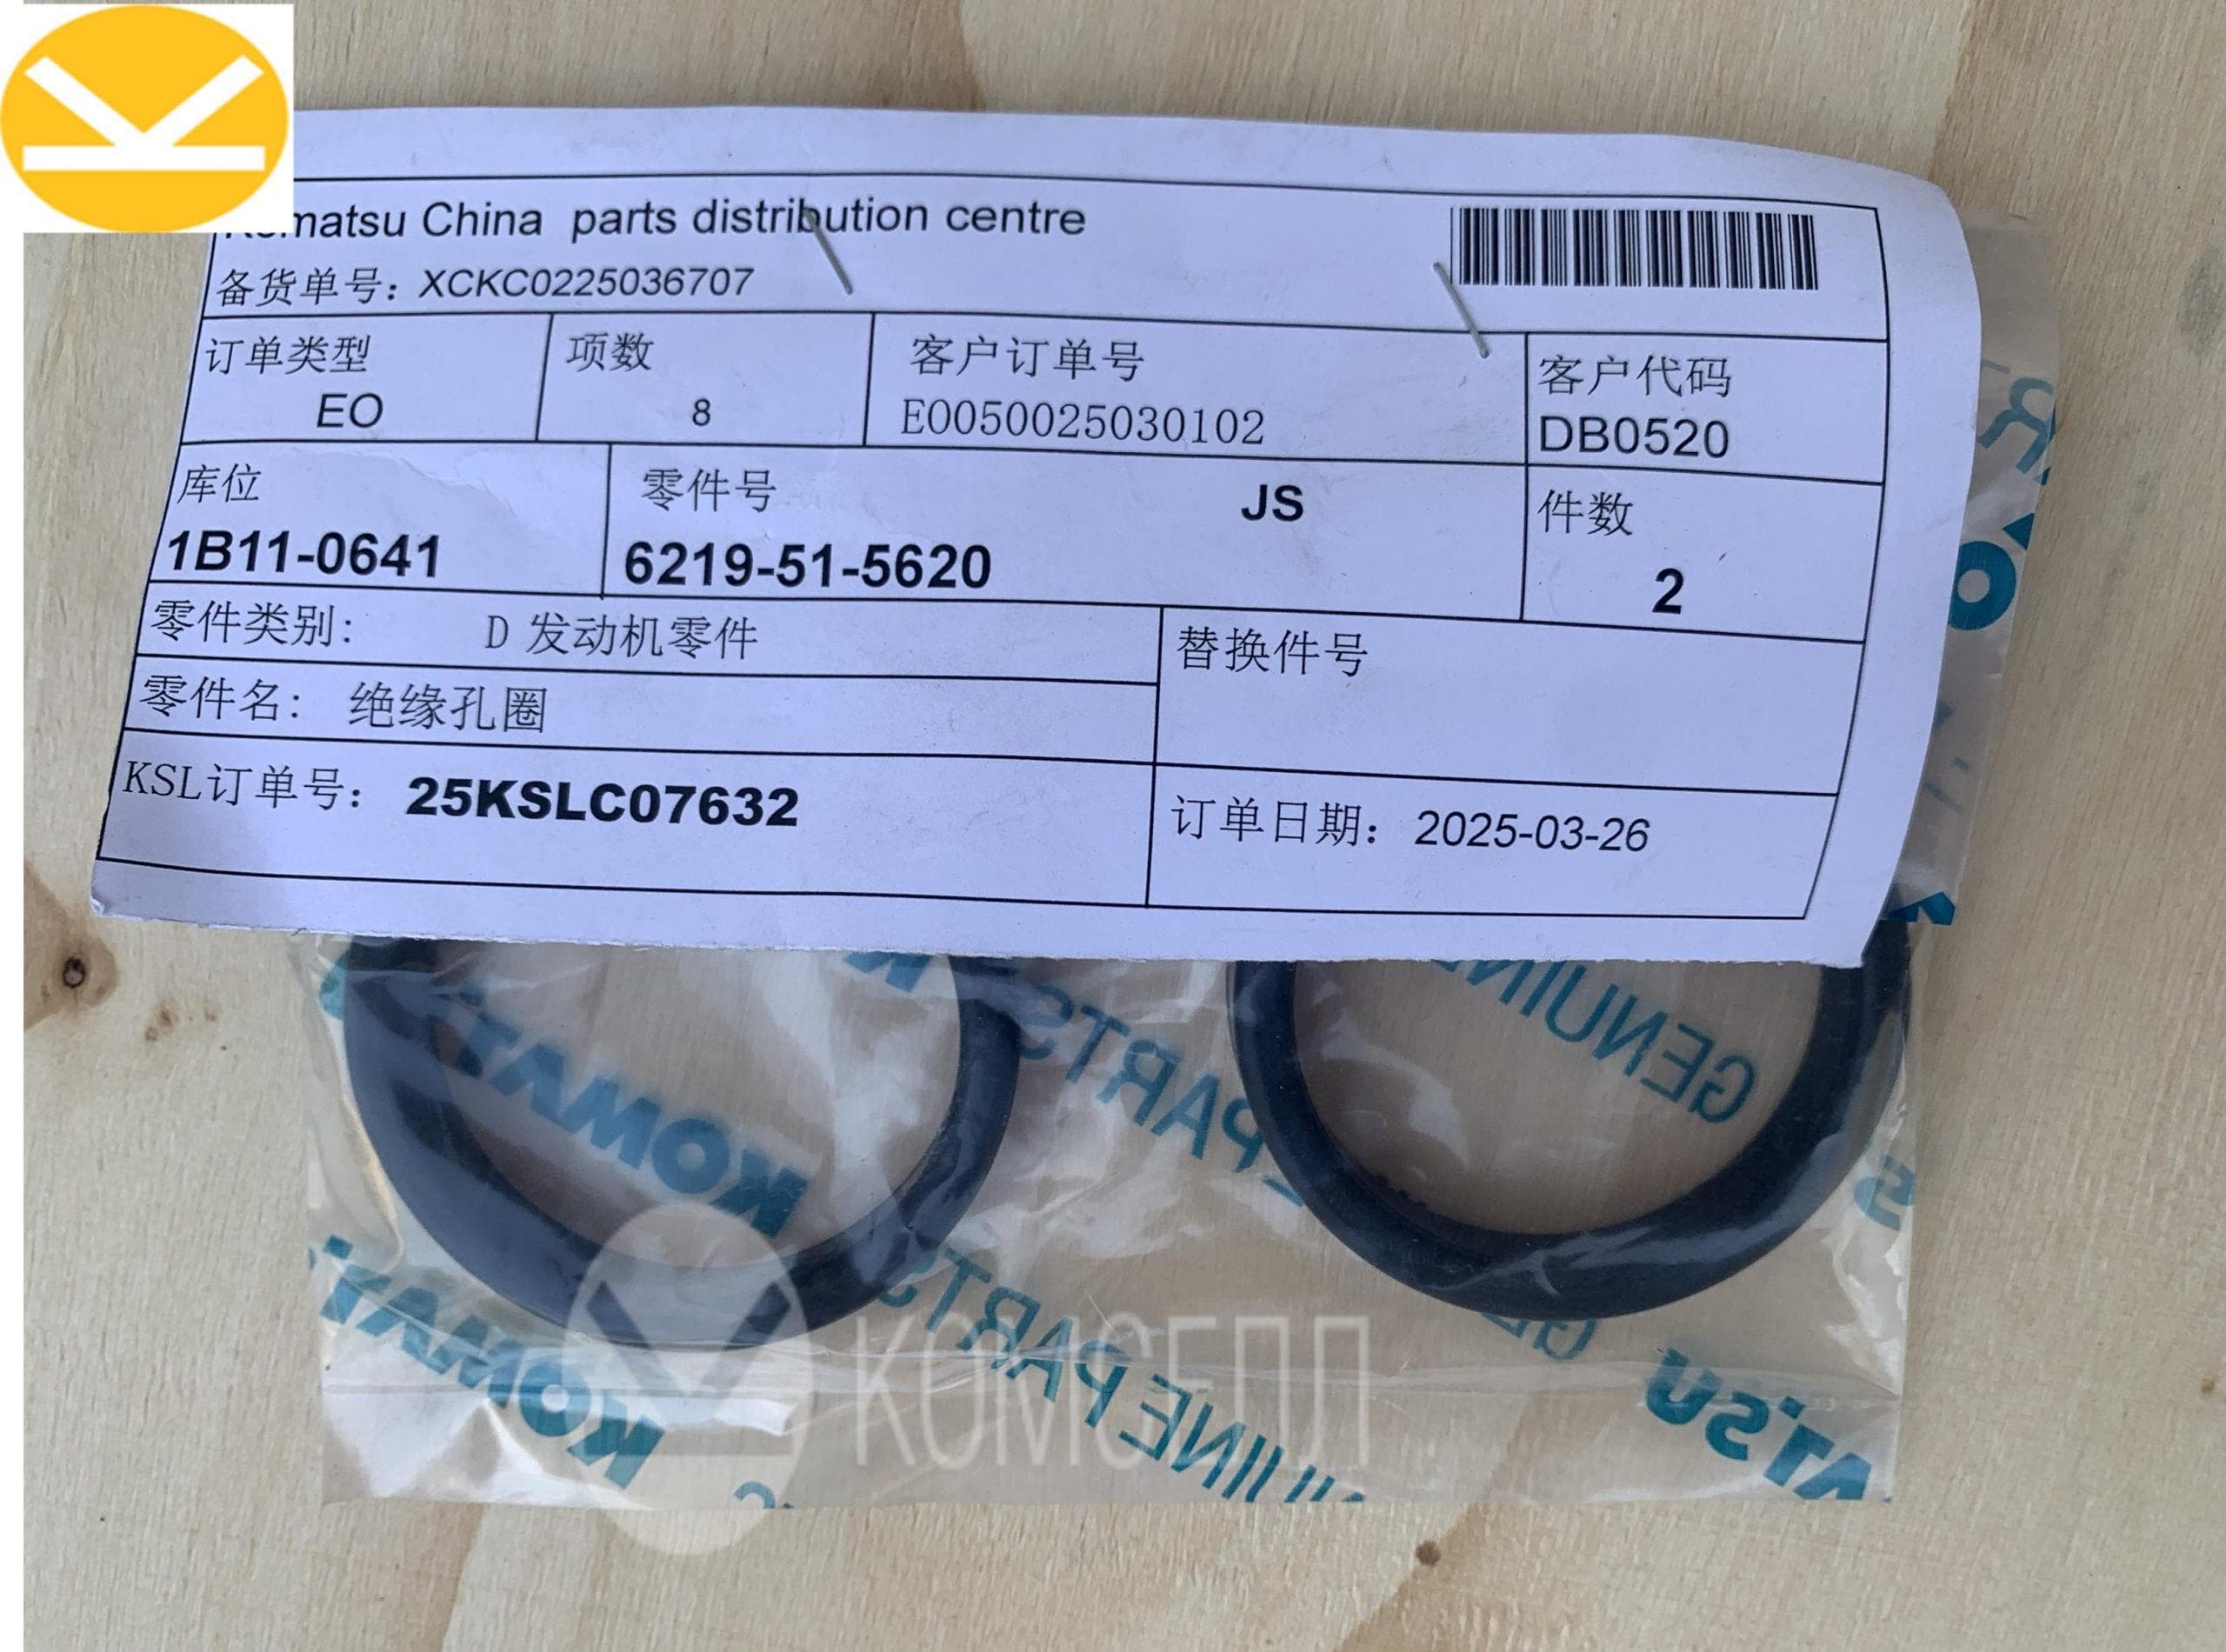 Komatsu China parts distribution centre
备货单号：XCKC0225036707
订单类型 项数 客户订单号 客户代码
EO 8 E0050025030102 DB0520
库位 零件号 JS 件数
1B11-0641 6219-51-5620 2
零件类别: D 发动机零件 替换件号
零件名: 绝缘孔圈
KSL订单号： 25KSLC07632 订单日期：2025-03-26
GENUINE
PARTS
KOMATSU
KOMAT
GENUINE PARTS
ATSU
КОМСЕЛЛ